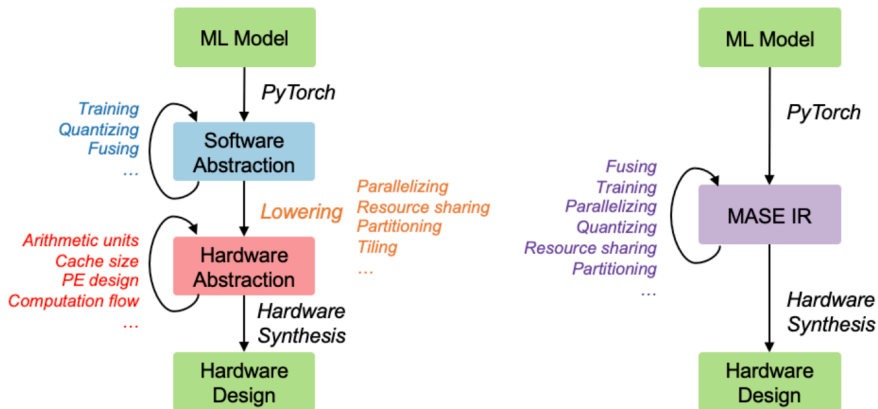 ML Model
PyTorch
Training
Quantizing
Fusing
...
Software
Abstraction
Lowering
Parallelizing
Resource sharing
Partitioning
Tiling
...
Arithmetic units
Cache size
PE design
Computation flow
...
Hardware
Abstraction
Hardware
Synthesis
Hardware
Design
ML Model
PyTorch
Fusing
Training
Parallelizing
Quantizing
Resource sharing
Partitioning
...
MASE IR
Hardware
Synthesis
Hardware
Design